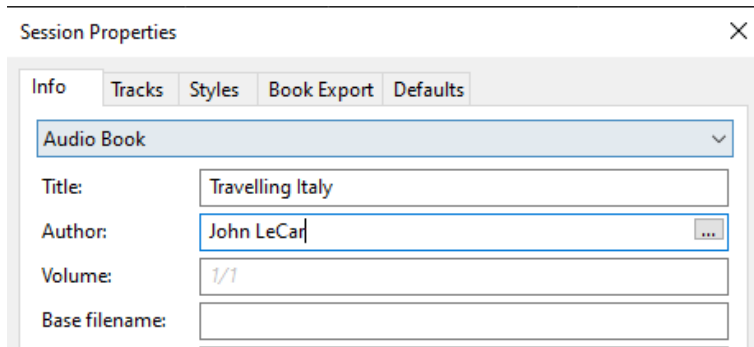 Session Properties
Info Tracks Styles Book Export Defaults
Audio Book
Title: Travelling Italy
Author: John LeCar ...
Volume: 1/1
Base filename: